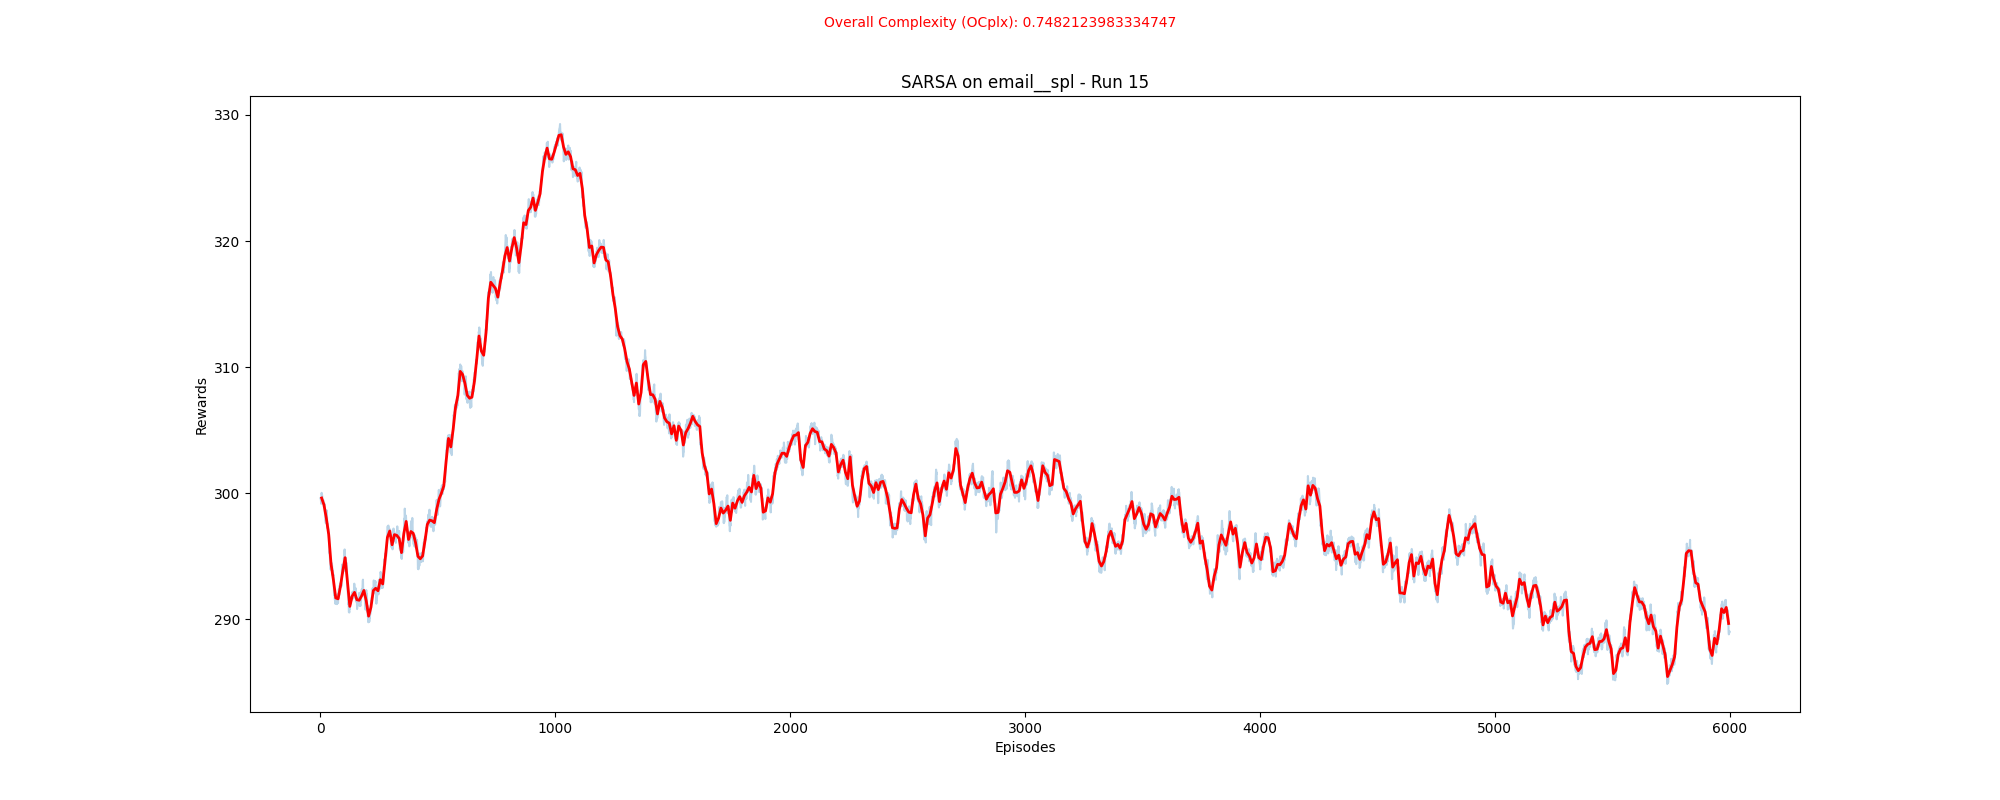 Overall Complexity (OCplx): 0.7482123983334747
SARSA on email__spl - Run 15
330
320
310
300
290
Rewards
0 1000 2000 3000 4000 5000 6000
Episodes